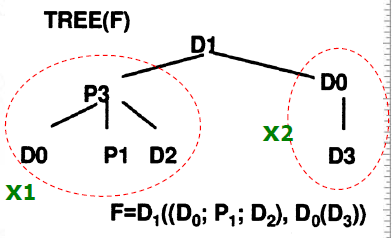 TREE(F)
D1
P3
D0
X2
D0 P1 D2
D3
X1
F=D₁((D₀; P₁; D₂), D₀(D₃))